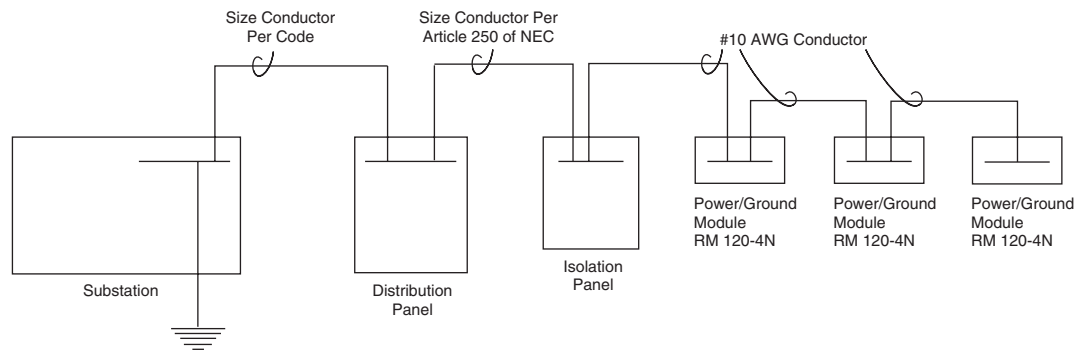 Size Conductor
Per Code
Size Conductor Per
Article 250 of NEC
#10 AWG Conductor
Substation
Distribution
Panel
Isolation
Panel
Power/Ground
Module
RM 120-4N
Power/Ground
Module
RM 120-4N
Power/Ground
Module
RM 120-4N